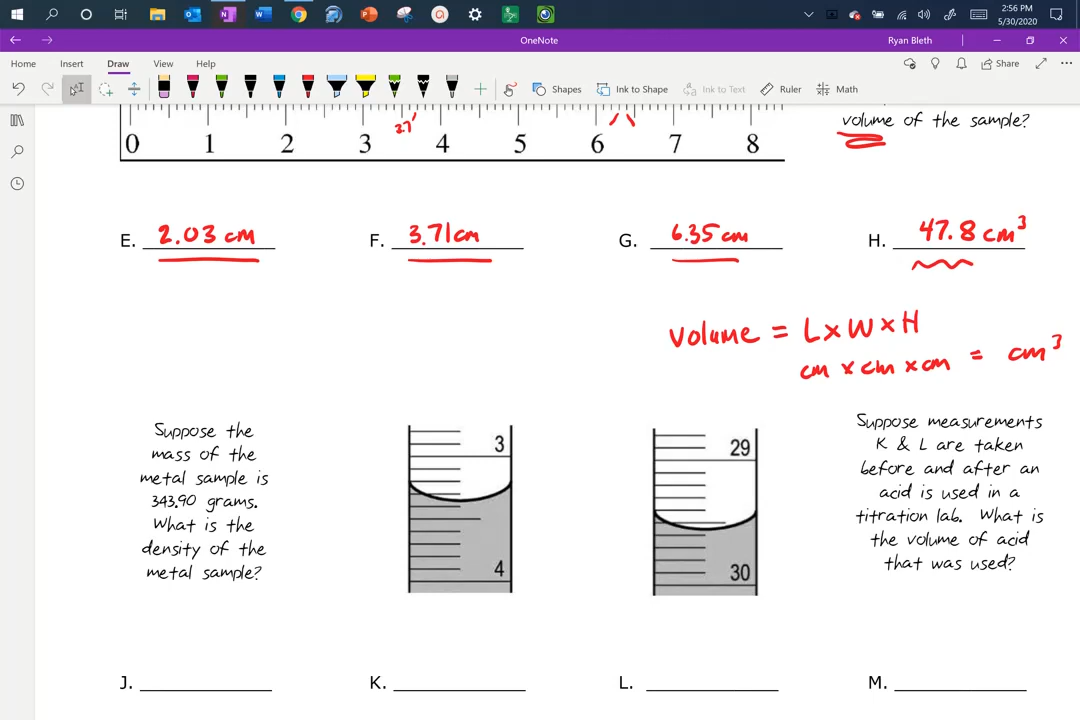 2:56 PM
5/30/2020
OneNote
Ryan Bleth
Home Insert Draw View Help
Share
Shapes Ink to Shape Ink to Text Ruler Math
3.7
0 1 2 3 4 5 6 7 8
volume of the sample?
E. 2.03 cm F. 3.71cm G. 6.35 cm H. 47.8 cm³
Volume = L x W x H
cm x cm x cm = cm³
Suppose the
mass of the
metal sample is
343.90 grams.
What is the
density of the
metal sample?
3
4
29
30
Suppose measurements
K & L are taken
before and after an
acid is used in a
titration lab. What is
the volume of acid
that was used?
J. K. L. M.